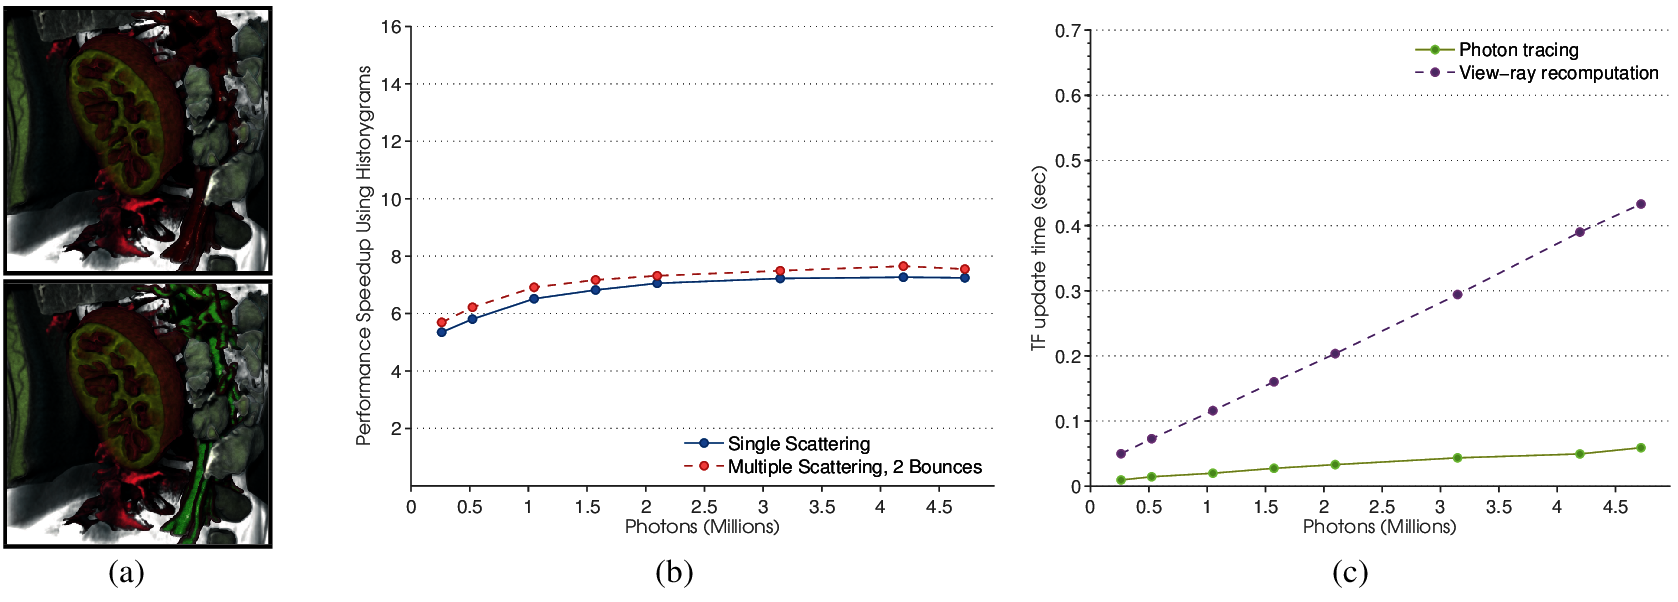 16
14
12
10
8
6
4
2
Performance Speedup Using Historygrams
Single Scattering
Multiple Scattering, 2 Bounces
0 0.5 1 1.5 2 2.5 3 3.5 4 4.5
Photons (Millions)
0.7
0.6
0.5
0.4
0.3
0.2
0.1
0
TF update time (sec)
Photon tracing
View-ray recomputation
0 0.5 1 1.5 2 2.5 3 3.5 4 4.5
Photons (Millions)
(a) (b) (c)